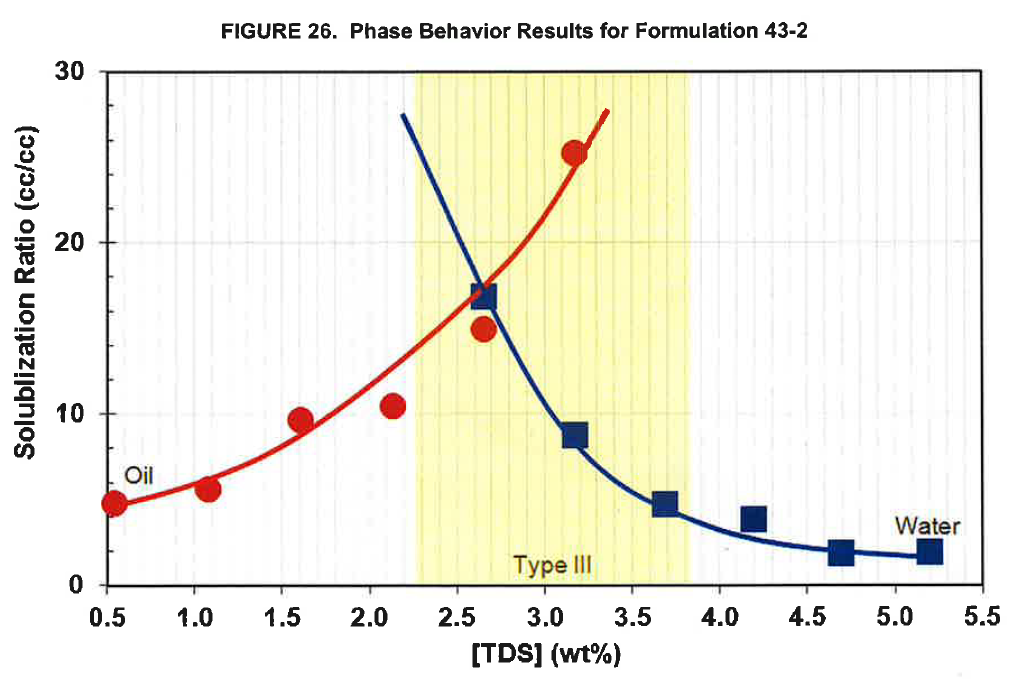 FIGURE 26. Phase Behavior Results for Formulation 43-2
30
20
10
0
Solublization Ratio (cc/cc)
Oil
Water
Type III
0.5 1.0 1.5 2.0 2.5 3.0 3.5 4.0 4.5 5.0 5.5
[TDS] (wt%)